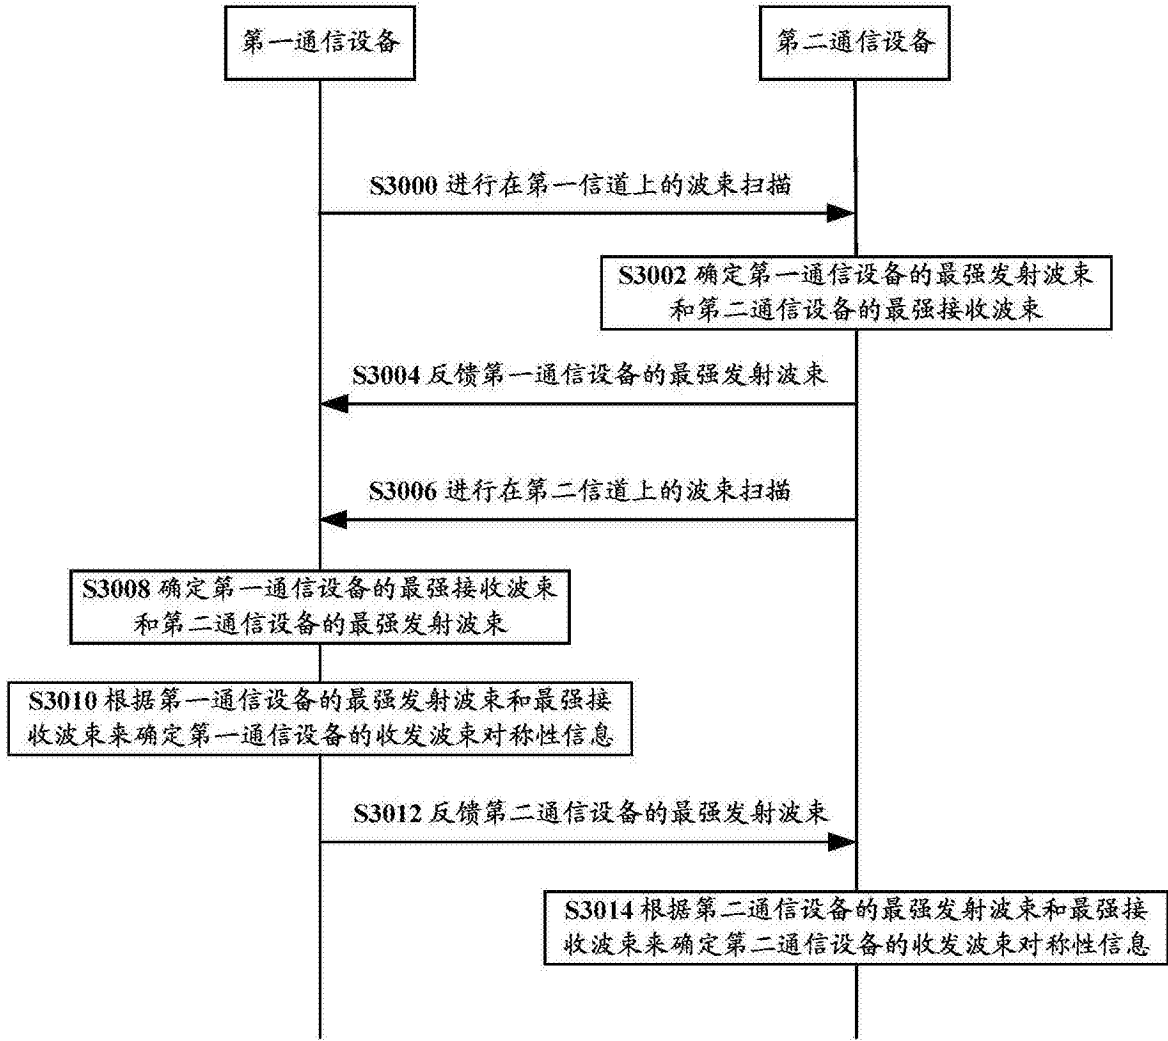 第一通信设备
第二通信设备
S3000 进行在第一信道上的波束扫描
S3002 确定第一通信设备的最强发射波束
和第二通信设备的最强接收波束
S3004 反馈第一通信设备的最强发射波束
S3006 进行在第二信道上的波束扫描
S3008 确定第一通信设备的最强接收波束
和第二通信设备的最强发射波束
S3010 根据第一通信设备的最强发射波束和最强接
收波束来确定第一通信设备的收发波束对称性信息
S3012 反馈第二通信设备的最强发射波束
S3014 根据第二通信设备的最强发射波束和最强接
收波束来确定第二通信设备的收发波束对称性信息